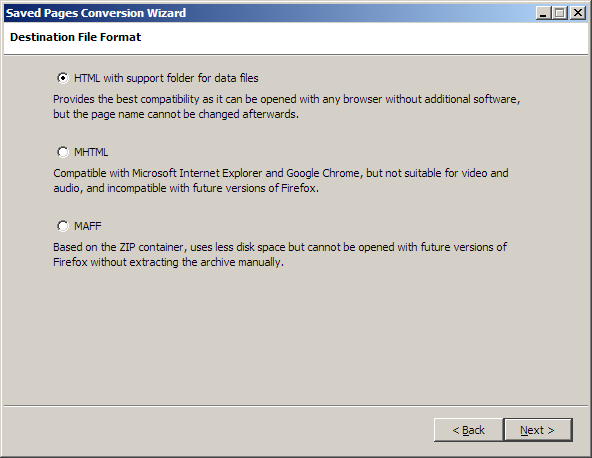 Saved Pages Conversion Wizard
Destination File Format
HTML with support folder for data files
Provides the best compatibility as it can be opened with any browser without additional software,
but the page name cannot be changed afterwards.
MHTML
Compatible with Microsoft Internet Explorer and Google Chrome, but not suitable for video and
audio, and incompatible with future versions of Firefox.
MAFF
Based on the ZIP container, uses less disk space but cannot be opened with future versions of
Firefox without extracting the archive manually.
< Back Next >